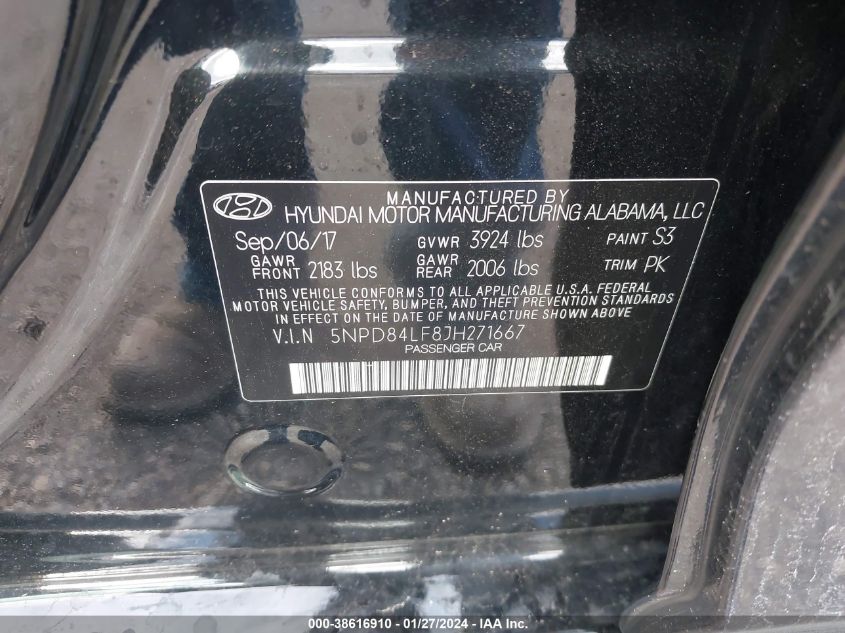 MANUFACTURED BY
HYUNDAI MOTOR MANUFACTURING ALABAMA, LLC
Sep/06/17 GVWR 3924 lbs PAINT S3
GAWR FRONT 2183 lbs GAWR REAR 2006 lbs TRIM PK
THIS VEHICLE CONFORMS TO ALL APPLICABLE U.S.A. FEDERAL
MOTOR VEHICLE SAFETY, BUMPER, AND THEFT PREVENTION STANDARDS
IN EFFECT ON THE DATE OF MANUFACTURE SHOWN ABOVE
V.I.N 5NPD84LF8JH271667
PASSENGER CAR
000-38616910 - 01/27/2024 - IAA Inc.